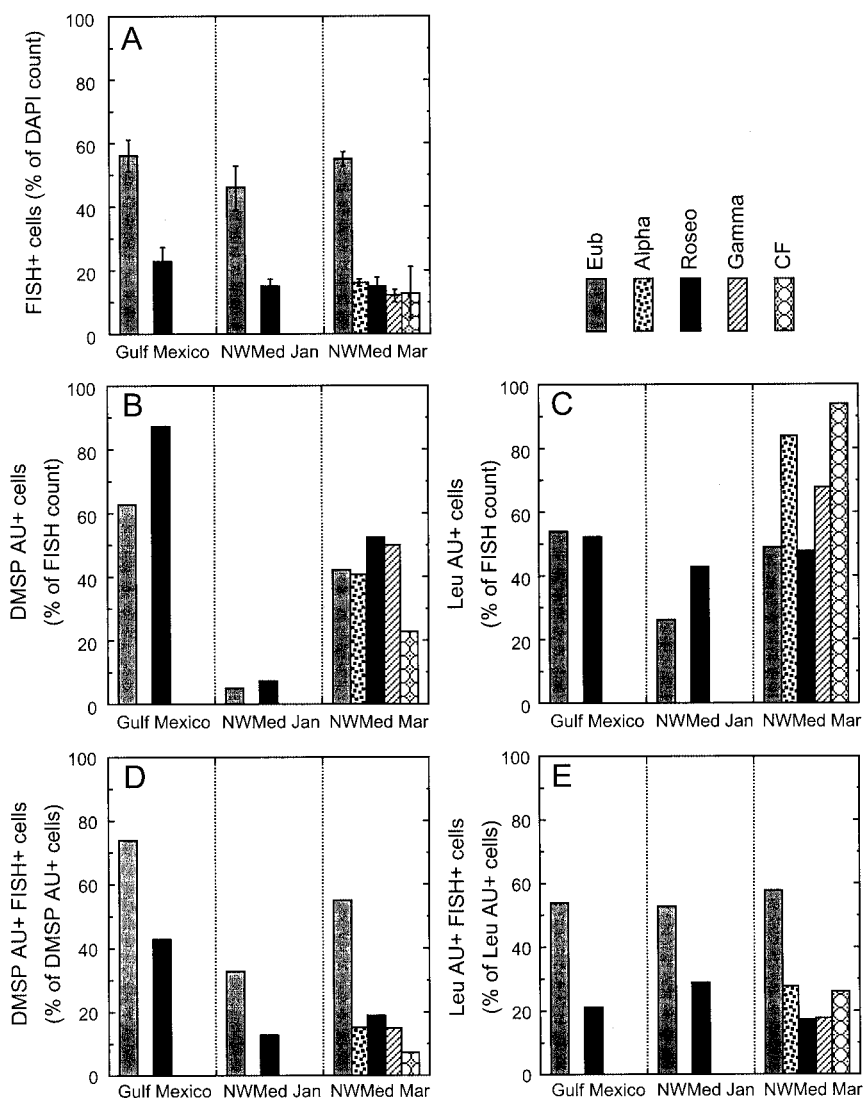 A
FISH+ cells (% of DAPI count)
100
80
60
40
20
0
Gulf Mexico NWMed Jan NWMed Mar
Eub
Alpha
Roseo
Gamma
CF
B
DMSP AU+ cells
(% of FISH count)
100
80
60
40
20
0
Gulf Mexico NWMed Jan NWMed Mar
C
Leu AU+ cells
(% of FISH count)
100
80
60
40
20
0
Gulf Mexico NWMed Jan NWMed Mar
D
DMSP AU+ FISH+ cells
(% of DMSP AU+ cells)
100
80
60
40
20
0
Gulf Mexico NWMed Jan NWMed Mar
E
Leu AU+ FISH+ cells
(% of Leu AU+ cells)
100
80
60
40
20
0
Gulf Mexico NWMed Jan NWMed Mar